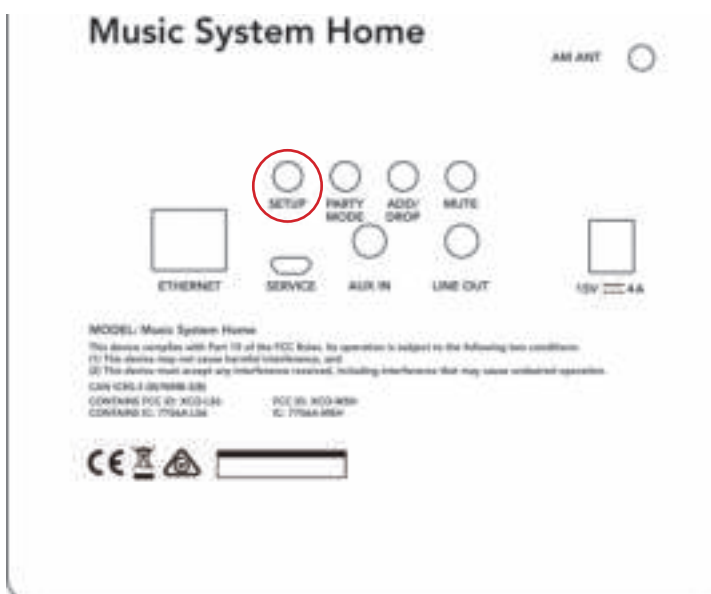 Music System Home
AM ANT
SETUP
PARTY MODE
ADD/ DROP
MUTE
ETHERNET
SERVICE
AUX IN
LINE OUT
15V 4A
MODEL: Music System Home
This device complies with Part 15 of the FCC Rules. Its operation is subject to the following two conditions:
(1) This device may not cause harmful interference, and
(2) This device must accept any interference received, including interference that may cause undesired operation.
CONTAINS FCC ID:
CONTAINS IC:
FCC ID:
IC:
CE